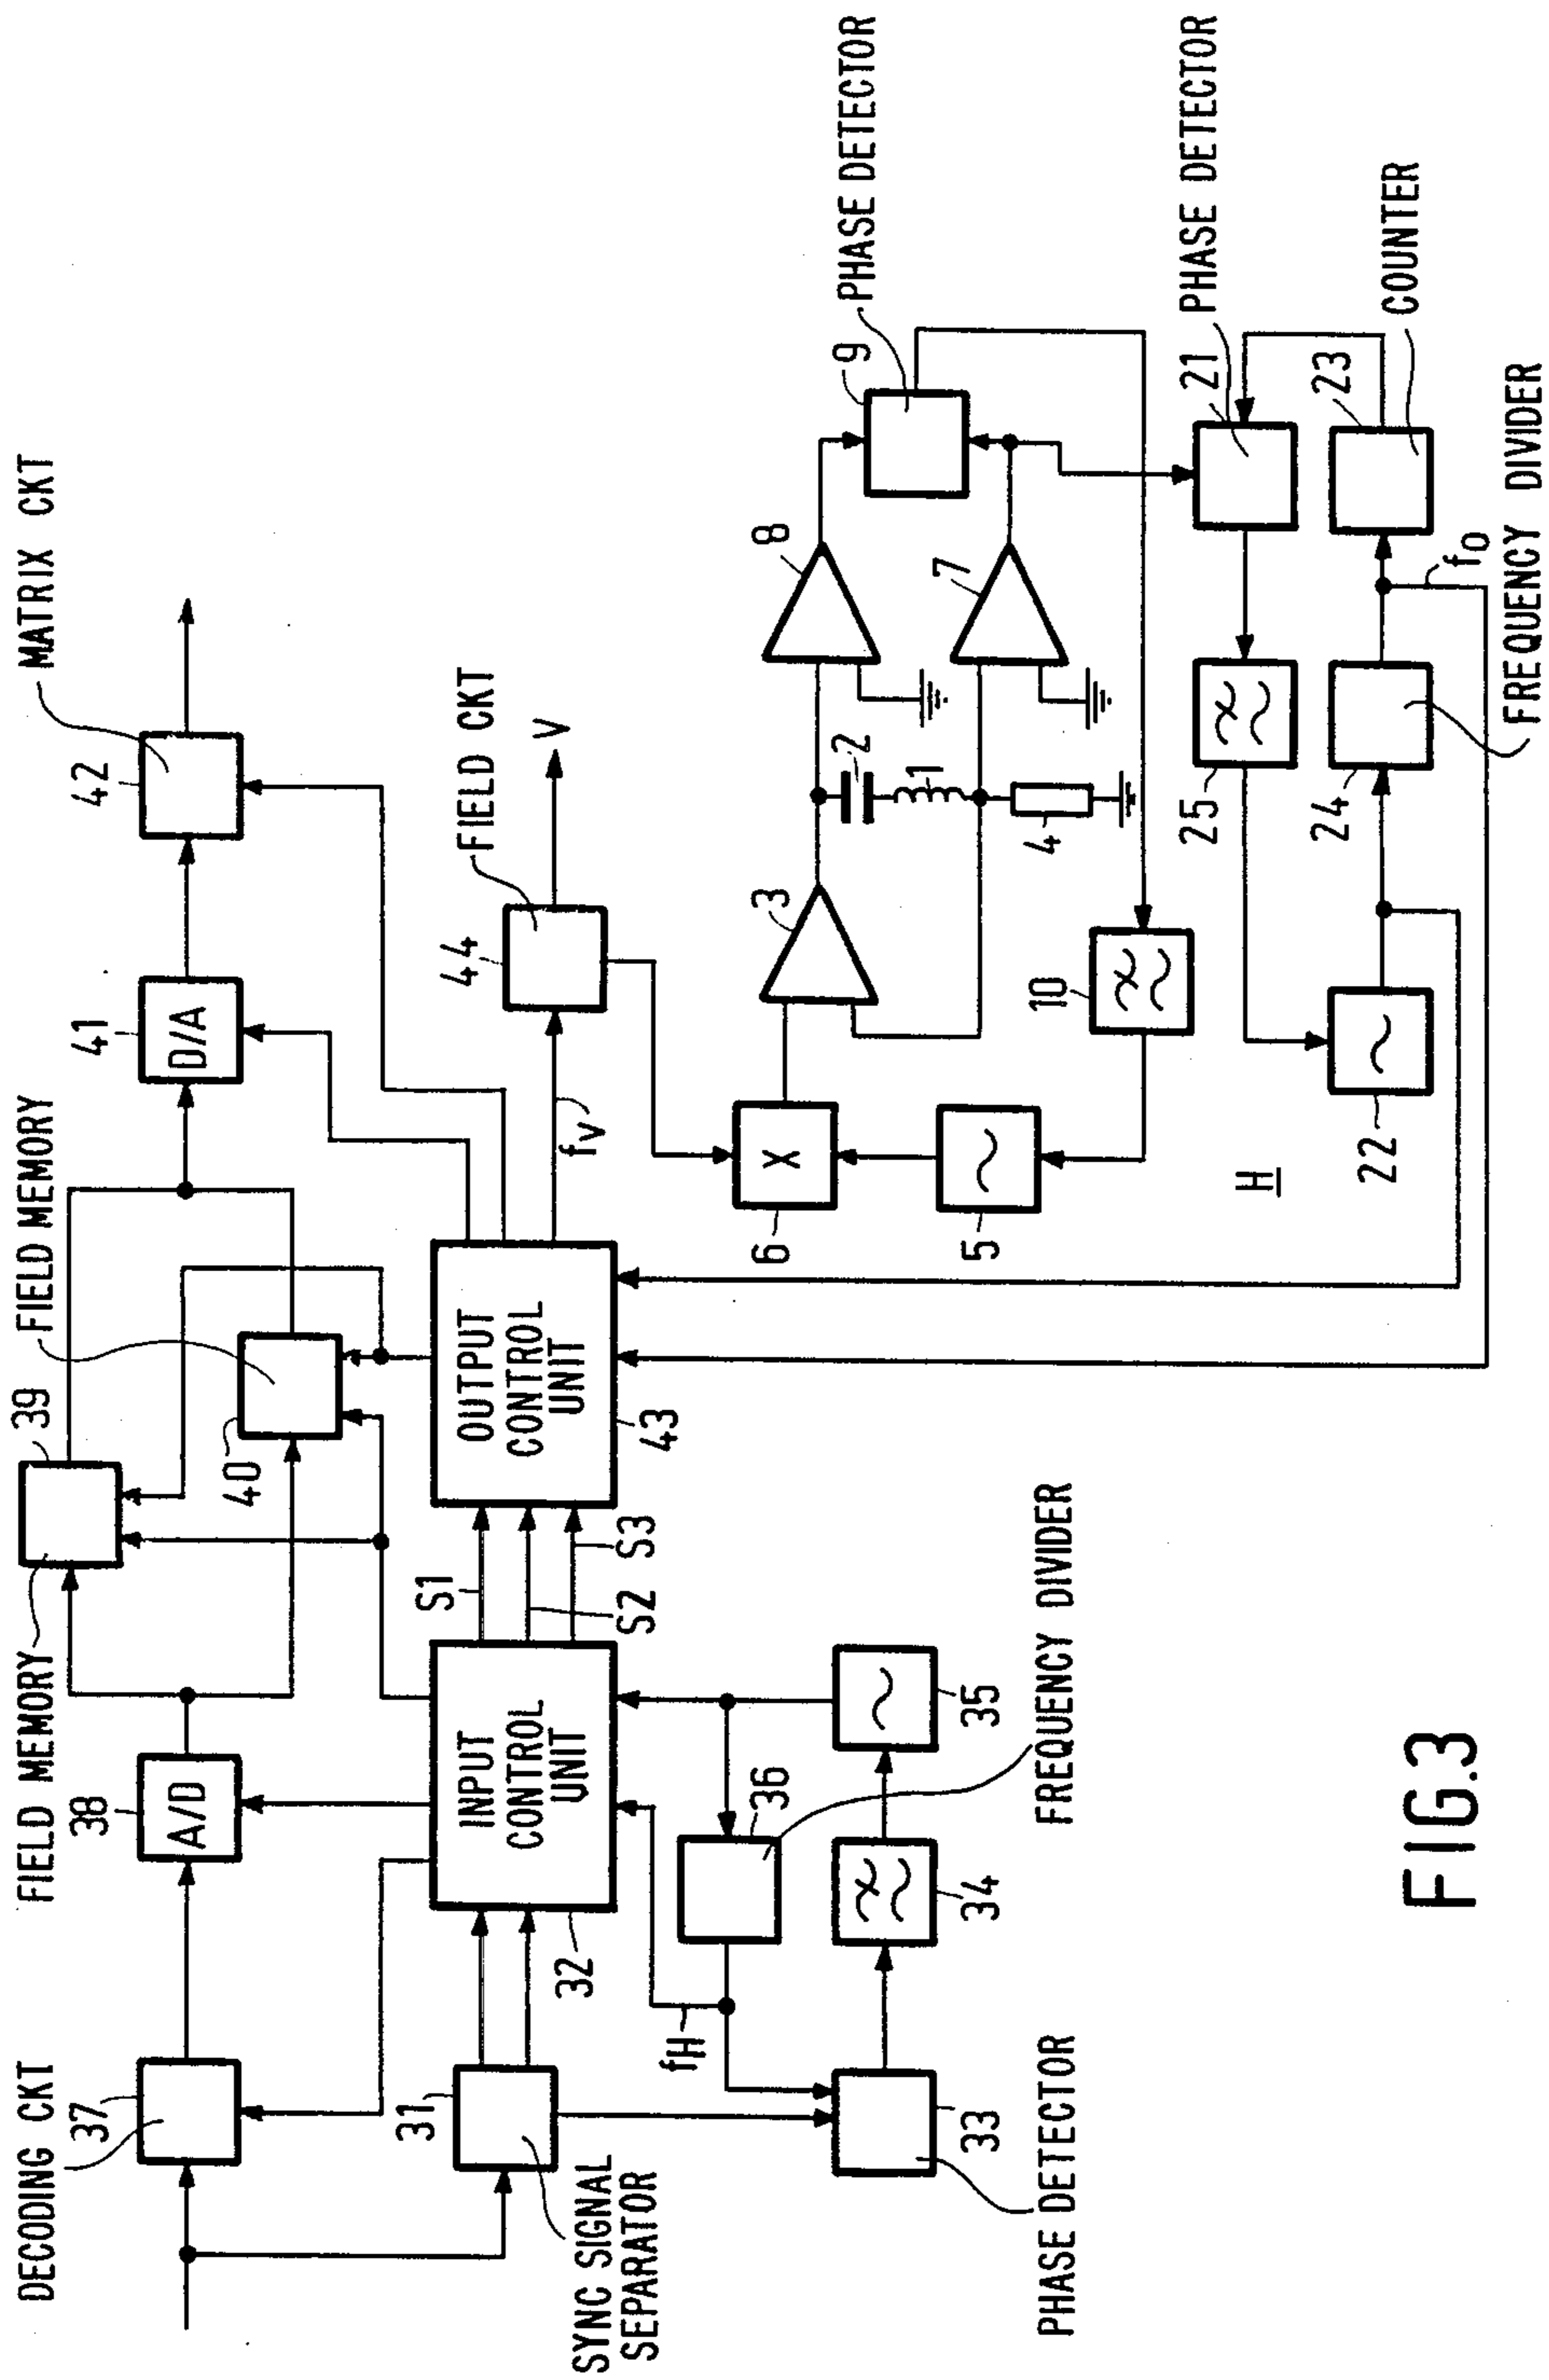 DECODING CKT
37
38
A/D
FIELD MEMORY
39
40
FIELD MEMORY
41
D/A
42
MATRIX CKT
31
SYNC SIGNAL
SEPARATOR
INPUT
CONTROL
UNIT
32
S1
S2
S3
OUTPUT
CONTROL
UNIT
43
fV
44
FIELD CKT
V
fH
36
33
PHASE DETECTOR
34
35
FREQUENCY DIVIDER
6
X
5
3
2
1
4
8
7
9
PHASE DETECTOR
10
H
22
25
24
21
PHASE DETECTOR
23
COUNTER
fO
FREQUENCY DIVIDER
FIG.3